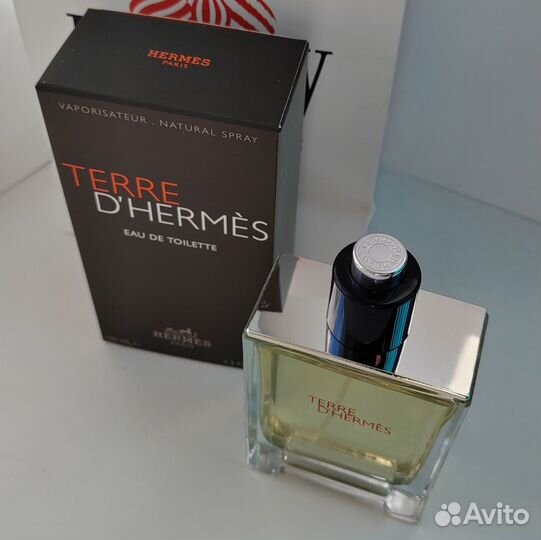 HERMÈS
PARIS
VAPORISATEUR . NATURAL SPRAY
TERRE
D'HERMÈS
EAU DE TOILETTE
HERMÈS
PARIS
TERRE
D'HERMÈS
Avito